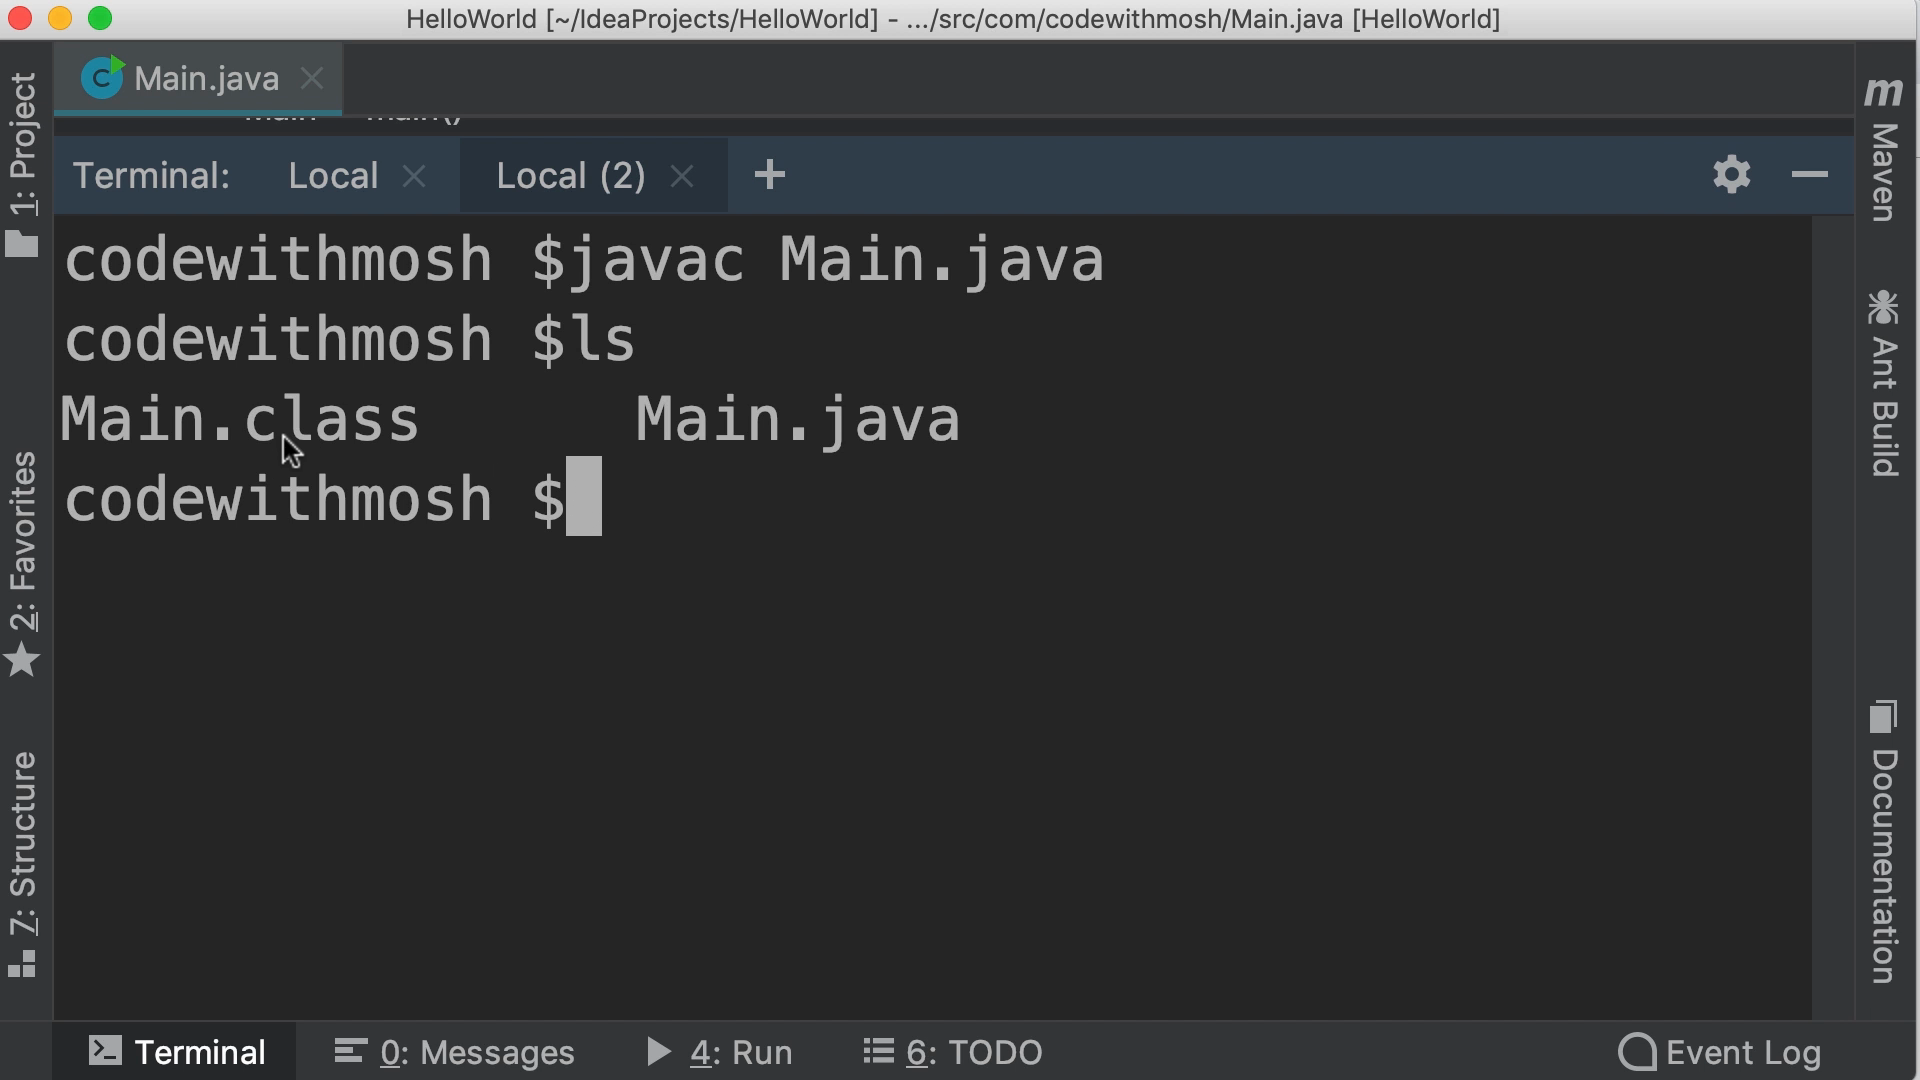 HelloWorld [~/IdeaProjects/HelloWorld] - .../src/com/codewithmosh/Main.java [HelloWorld]
Main.java
Terminal: Local Local (2) +
codewithmosh $javac Main.java
codewithmosh $ls
Main.class Main.java
codewithmosh $
1: Project
2: Favorites
7: Structure
m Maven
Ant Build
Documentation
Terminal 0: Messages 4: Run 6: TODO Event Log